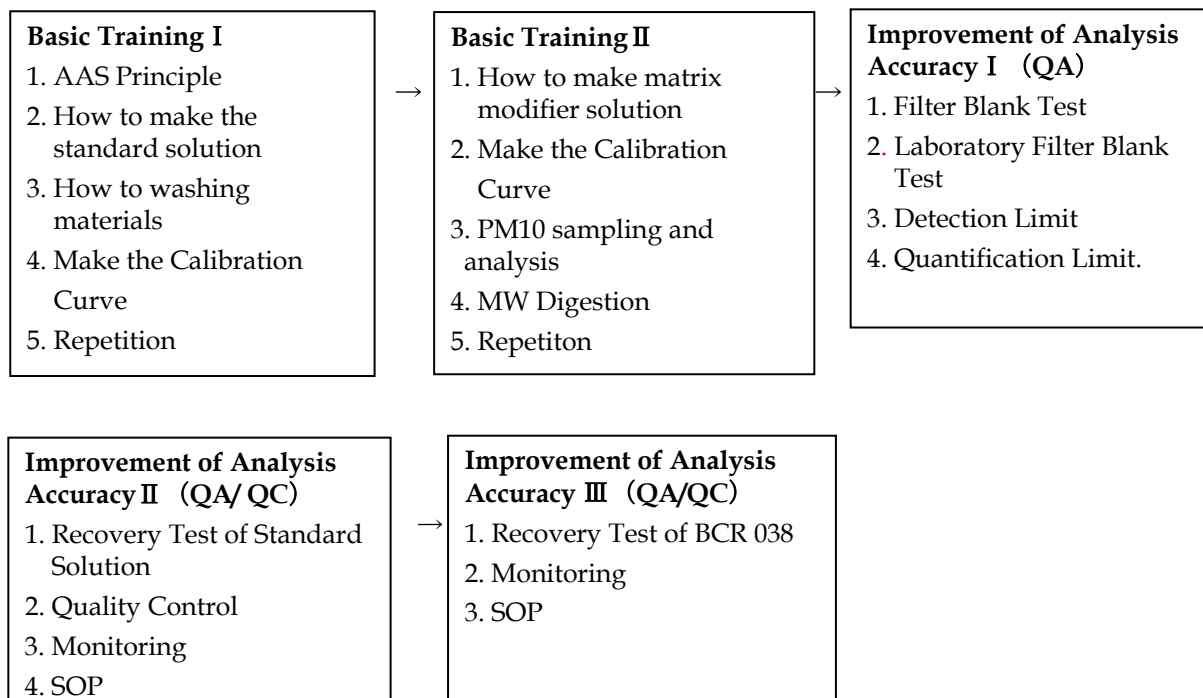 Basic Training Ⅰ
1. AAS Principle
2. How to make the
standard solution
3. How to washing
materials
4. Make the Calibration
Curve
5. Repetition
→
Basic Training Ⅱ
1. How to make matrix
modifier solution
2. Make the Calibration
Curve
3. PM10 sampling and
analysis
4. MW Digestion
5. Repetiton
→
Improvement of Analysis
Accuracy Ⅰ （QA）
1. Filter Blank Test
2. Laboratory Filter Blank
Test
3. Detection Limit
4. Quantification Limit.
Improvement of Analysis
Accuracy Ⅱ （QA/ QC）
1. Recovery Test of Standard
Solution
2. Quality Control
3. Monitoring
4. SOP
→
Improvement of Analysis
Accuracy Ⅲ （QA/QC）
1. Recovery Test of BCR 038
2. Monitoring
3. SOP